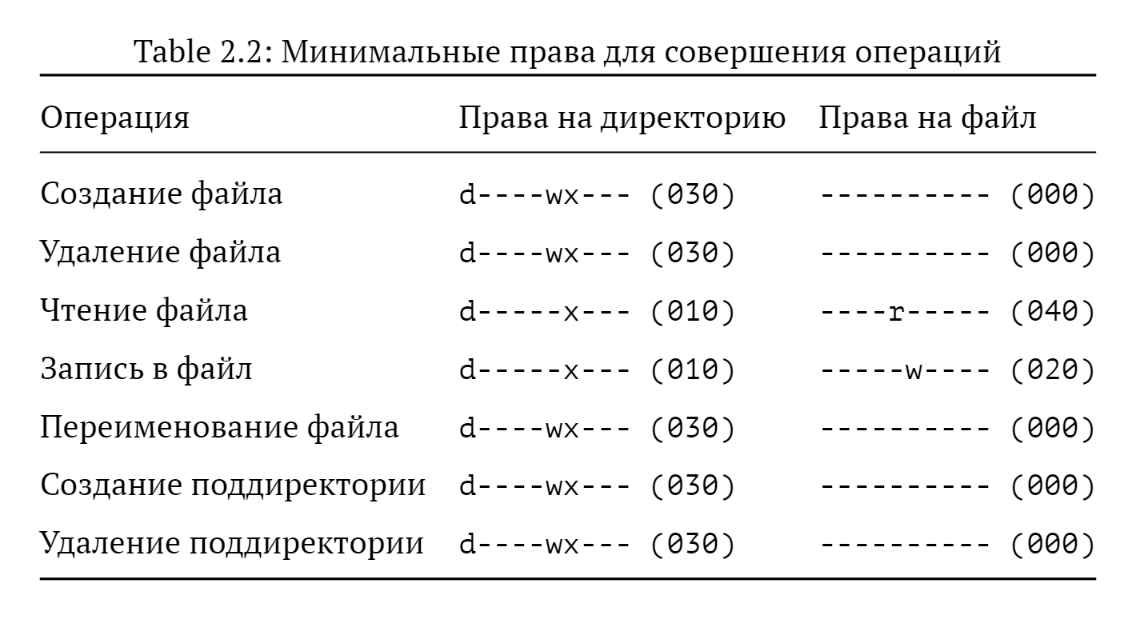 Table 2.2: Минимальные права для совершения операций
Операция Права на директорию Права на файл
Создание файла d----wx--- (030) ---------- (000)
Удаление файла d----wx--- (030) ---------- (000)
Чтение файла d-----x--- (010) ----r----- (040)
Запись в файл d-----x--- (010) -----w---- (020)
Переименование файла d----wx--- (030) ---------- (000)
Создание поддиректории d----wx--- (030) ---------- (000)
Удаление поддиректории d----wx--- (030) ---------- (000)